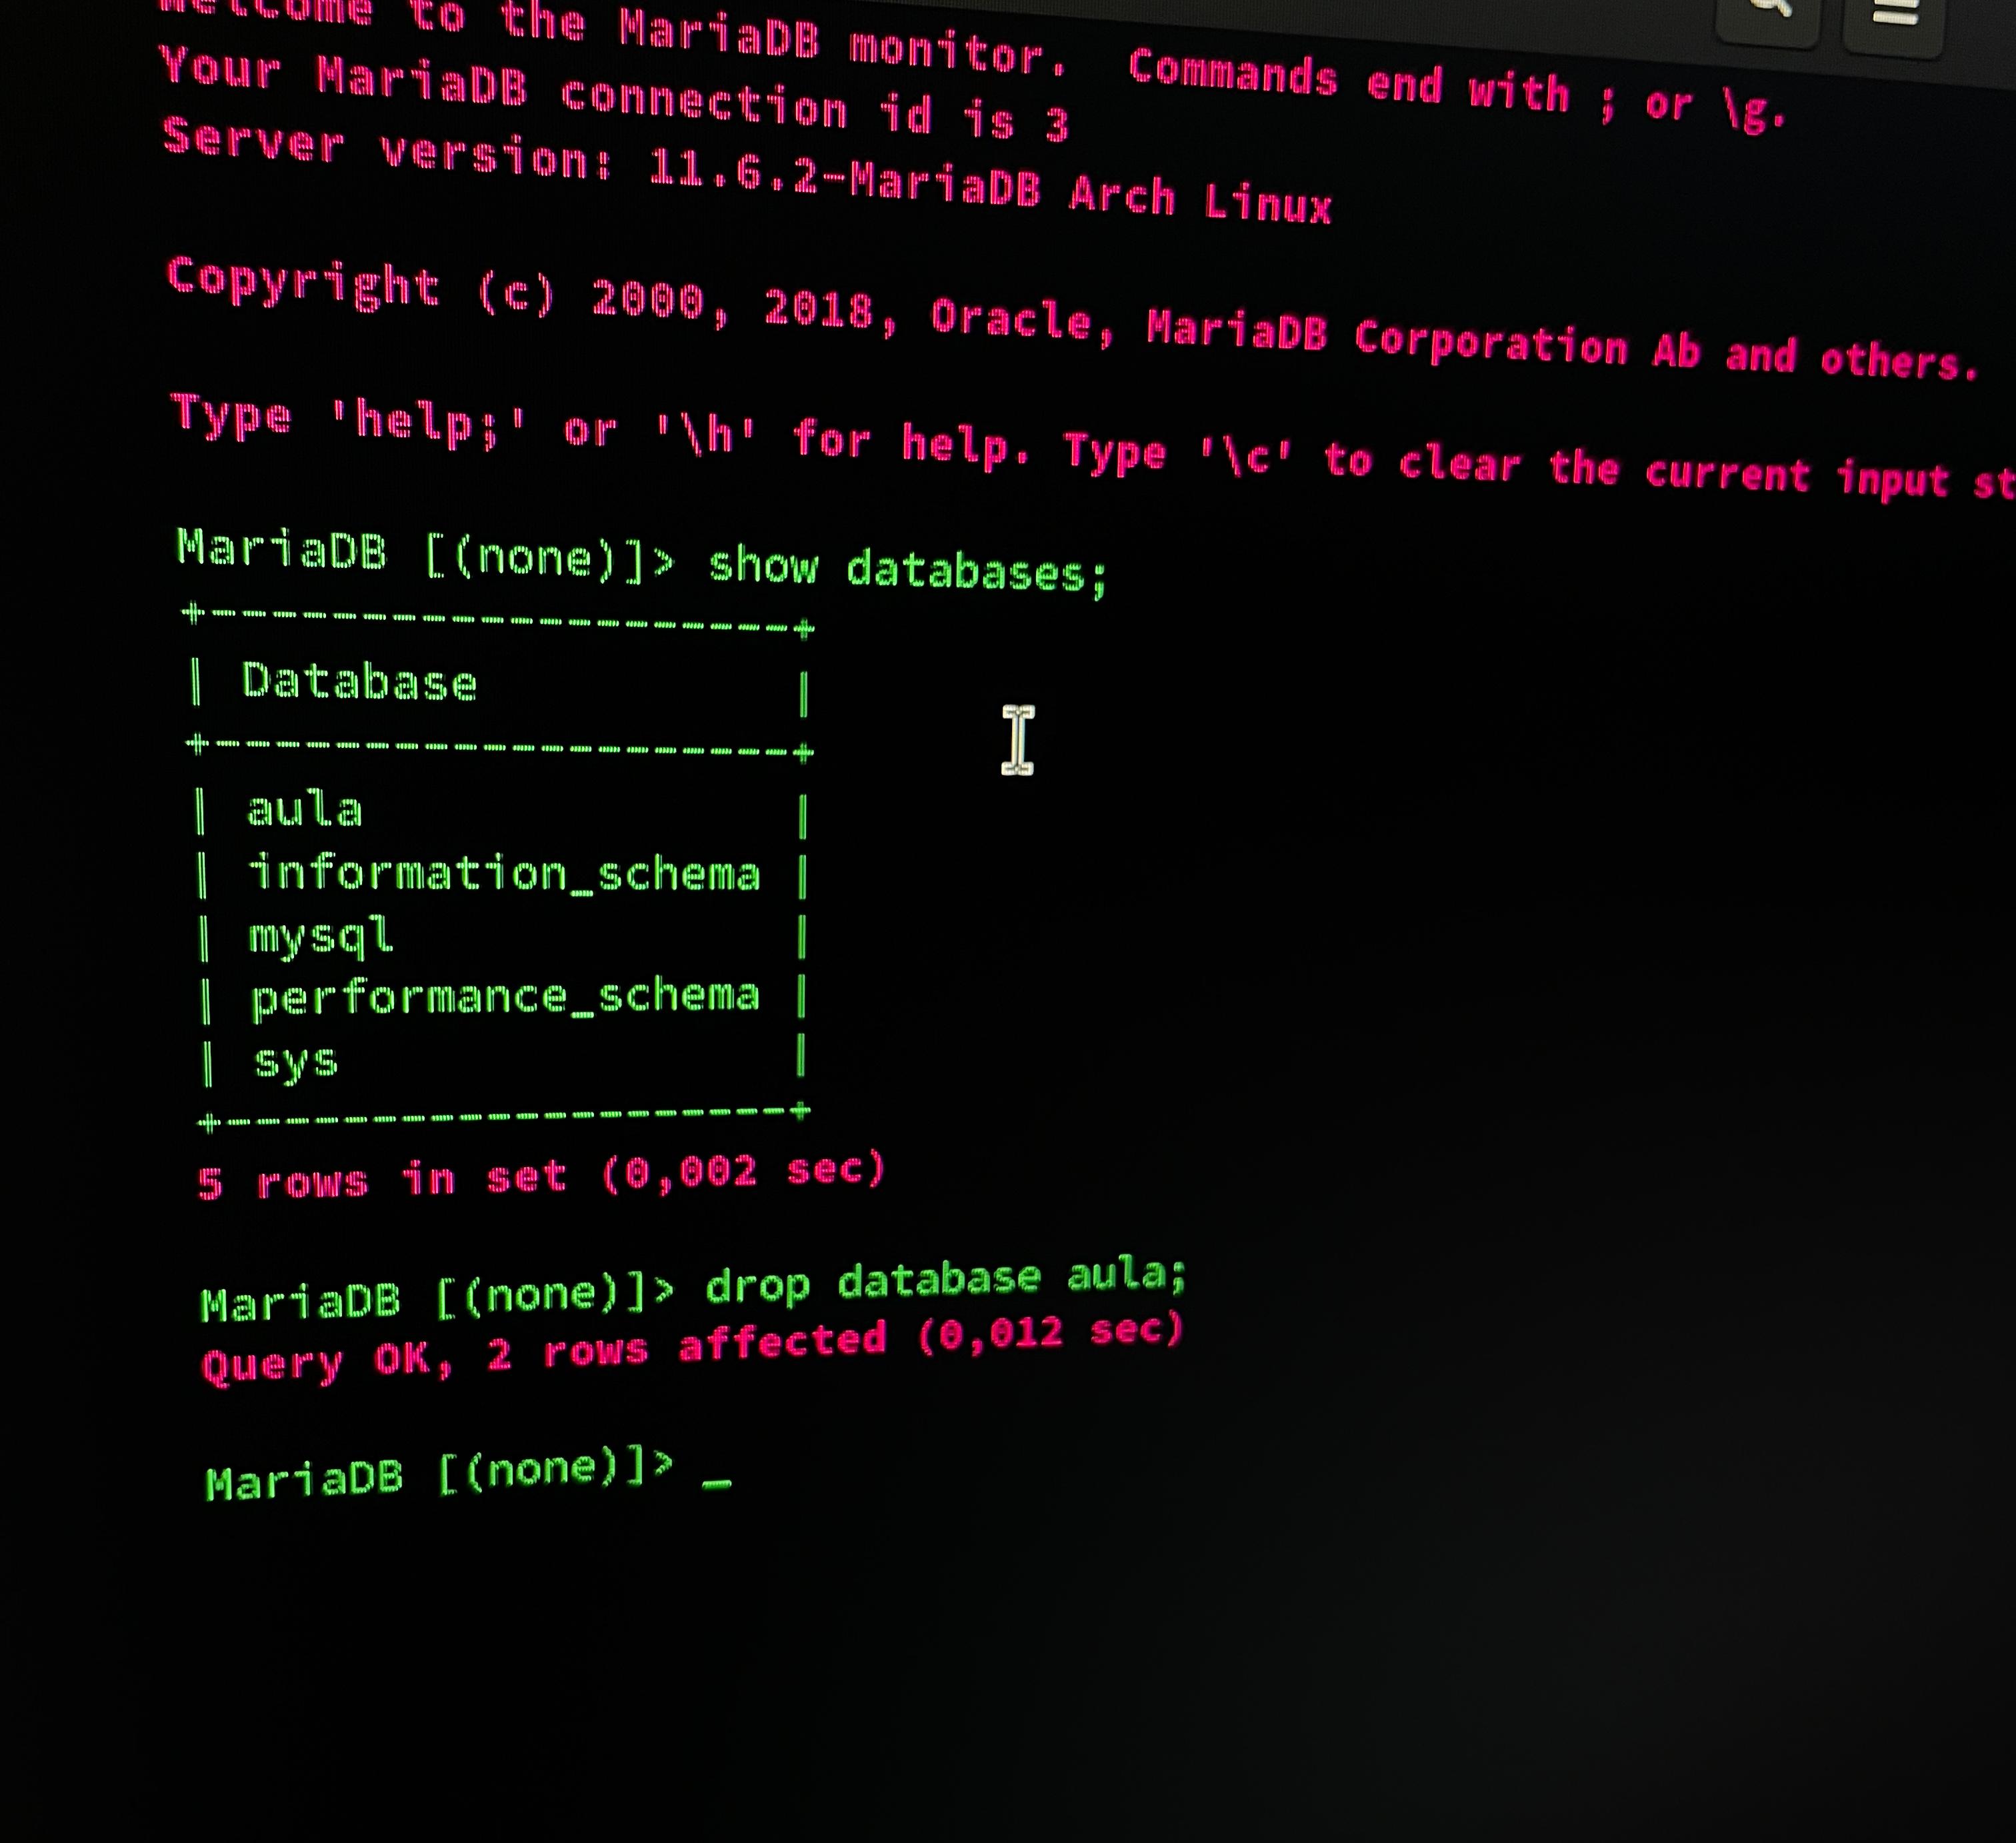 Welcome to the MariaDB monitor.  Commands end with ; or \g.
Your MariaDB connection id is 3
Server version: 11.6.2-MariaDB Arch Linux

Copyright (c) 2000, 2018, Oracle, MariaDB Corporation Ab and others.

Type 'help;' or '\h' for help. Type '\c' to clear the current input st

MariaDB [(none)]> show databases;
+--------------------+
| Database           |
+--------------------+
| aula               |
| information_schema |
| mysql              |
| performance_schema |
| sys                |
+--------------------+
5 rows in set (0,002 sec)

MariaDB [(none)]> drop database aula;
Query OK, 2 rows affected (0,012 sec)

MariaDB [(none)]> _